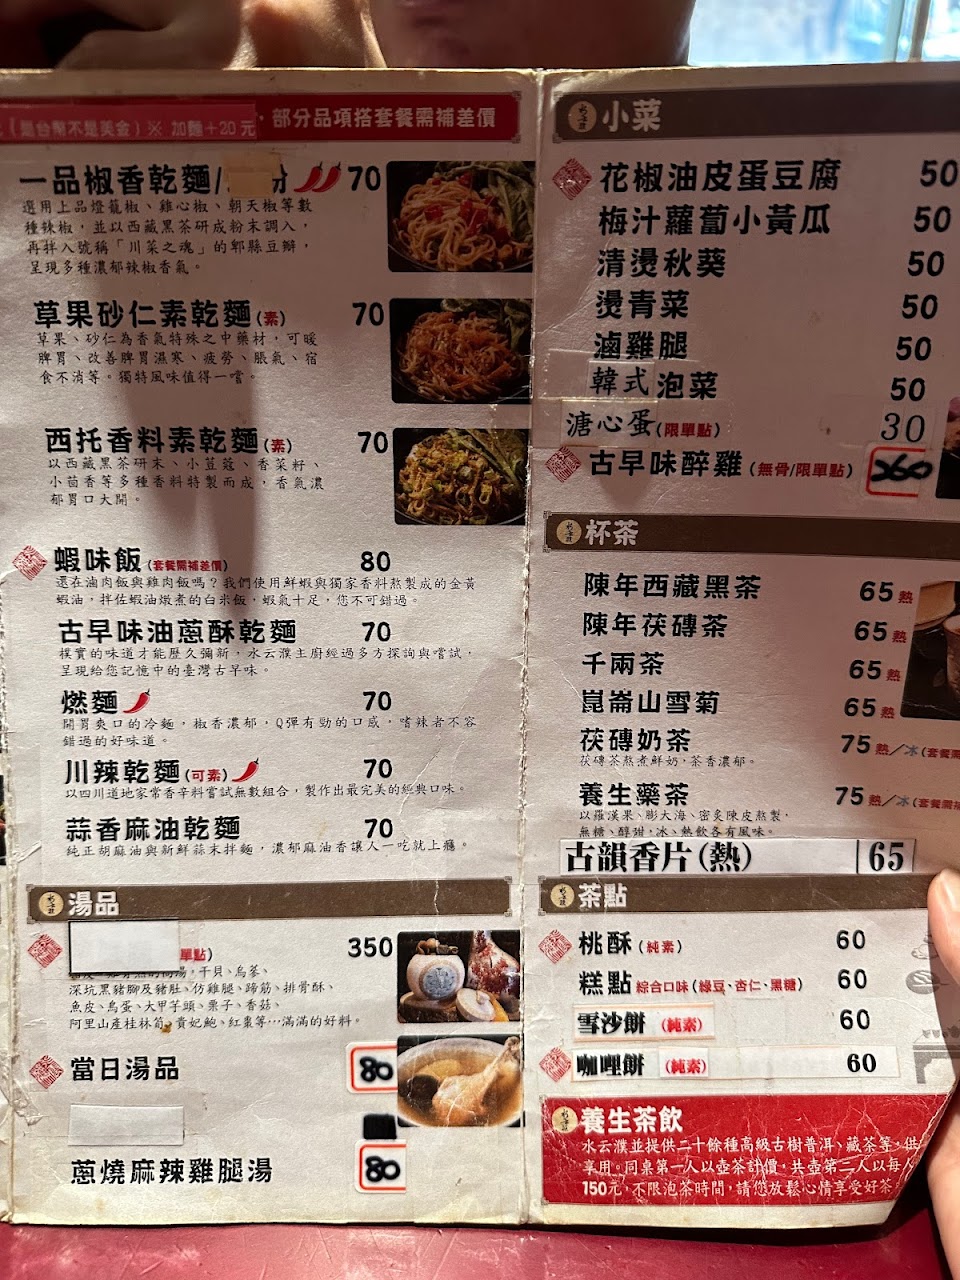 (是台幣不是美金)※ 加麵+20元
，部分品項搭套餐需補差價
一品椒香乾麵/ 70
選用上品燈籠椒、雞心椒、朝天椒等數
種辣椒，並以西藏黑茶研成粉末調入，
再拌入號稱「川菜之魂」的郫縣豆瓣，
呈現多種濃郁辣椒香氣。
草果砂仁素乾麵(素) 70
草果、砂仁為香氣特殊之中藥材，可暖
脾胃、改善脾胃濕寒、疲勞、脹氣、宿
食不消等。獨特風味值得一嚐。
西托香料素乾麵(素) 70
以西藏黑茶研末、小荳蔻、香菜籽、
小茴香等多種香料特製而成，香氣濃
郁胃口大開。
蝦味飯(套餐需補差價) 80
還在滷肉飯與雞肉飯嗎？我們使用鮮蝦與獨家香料熬製成的金黃
蝦油，拌佐蝦油燉煮的白米飯，蝦氣十足，您不可錯過。
古早味油蔥酥乾麵 70
樸實的味道才能歷久彌新，水云濮主廚經過多方探詢與嚐試，
呈現給您記憶中的臺灣古早味。
燃麵 70
開胃爽口的冷麵，椒香濃郁，Q彈有勁的口感，嗜辣者不容
錯過的好味道。
川辣乾麵(可素) 70
以四川道地家常香辛料嘗試無數組合，製作出最完美的經典口味。
蒜香麻油乾麵 70
純正胡麻油與新鮮蒜末拌麵，濃郁麻油香讓人一吃就上癮。
湯品
單點) 350
干貝、烏蔘、
深坑黑豬腳及豬肚、仿雞腿、蹄筋、排骨酥、
魚皮、鳥蛋、大甲芋頭、栗子、香菇、
阿里山產桂林筍、貴妃鮑、紅棗等…滿滿的好料。
當日湯品 80
蔥燒麻辣雞腿湯 80
小菜
花椒油皮蛋豆腐 50
梅汁蘿蔔小黃瓜 50
清燙秋葵 50
燙青菜 50
滷雞腿 50
韓式泡菜 50
溏心蛋(限單點) 30
古早味醉雞(無骨/限單點) 260
杯茶
陳年西藏黑茶 65 熱
陳年茯磚茶 65 熱
千兩茶 65 熱
崑崙山雪菊 65 熱
茯磚奶茶 75 熱／冰(套餐需
茯磚茶熬煮鮮奶，茶香濃郁。
養生藥茶 75 熱／冰(套餐需補
以羅漢果、膨大海、密炙陳皮熬製，
無糖、醇甜，冰、熱飲各有風味。
古韻香片(熱) 65
茶點
桃酥(純素) 60
糕點 綜合口味(綠豆、杏仁、黑糖) 60
雪沙餅(純素) 60
咖哩餅(純素) 60
養生茶飲
水云濮並提供二十餘種高級古樹普洱、藏茶等，供
享用。同桌第一人以壺茶計價，共壺第二人以每人
150元，不限泡茶時間，請您放鬆心情享受好茶